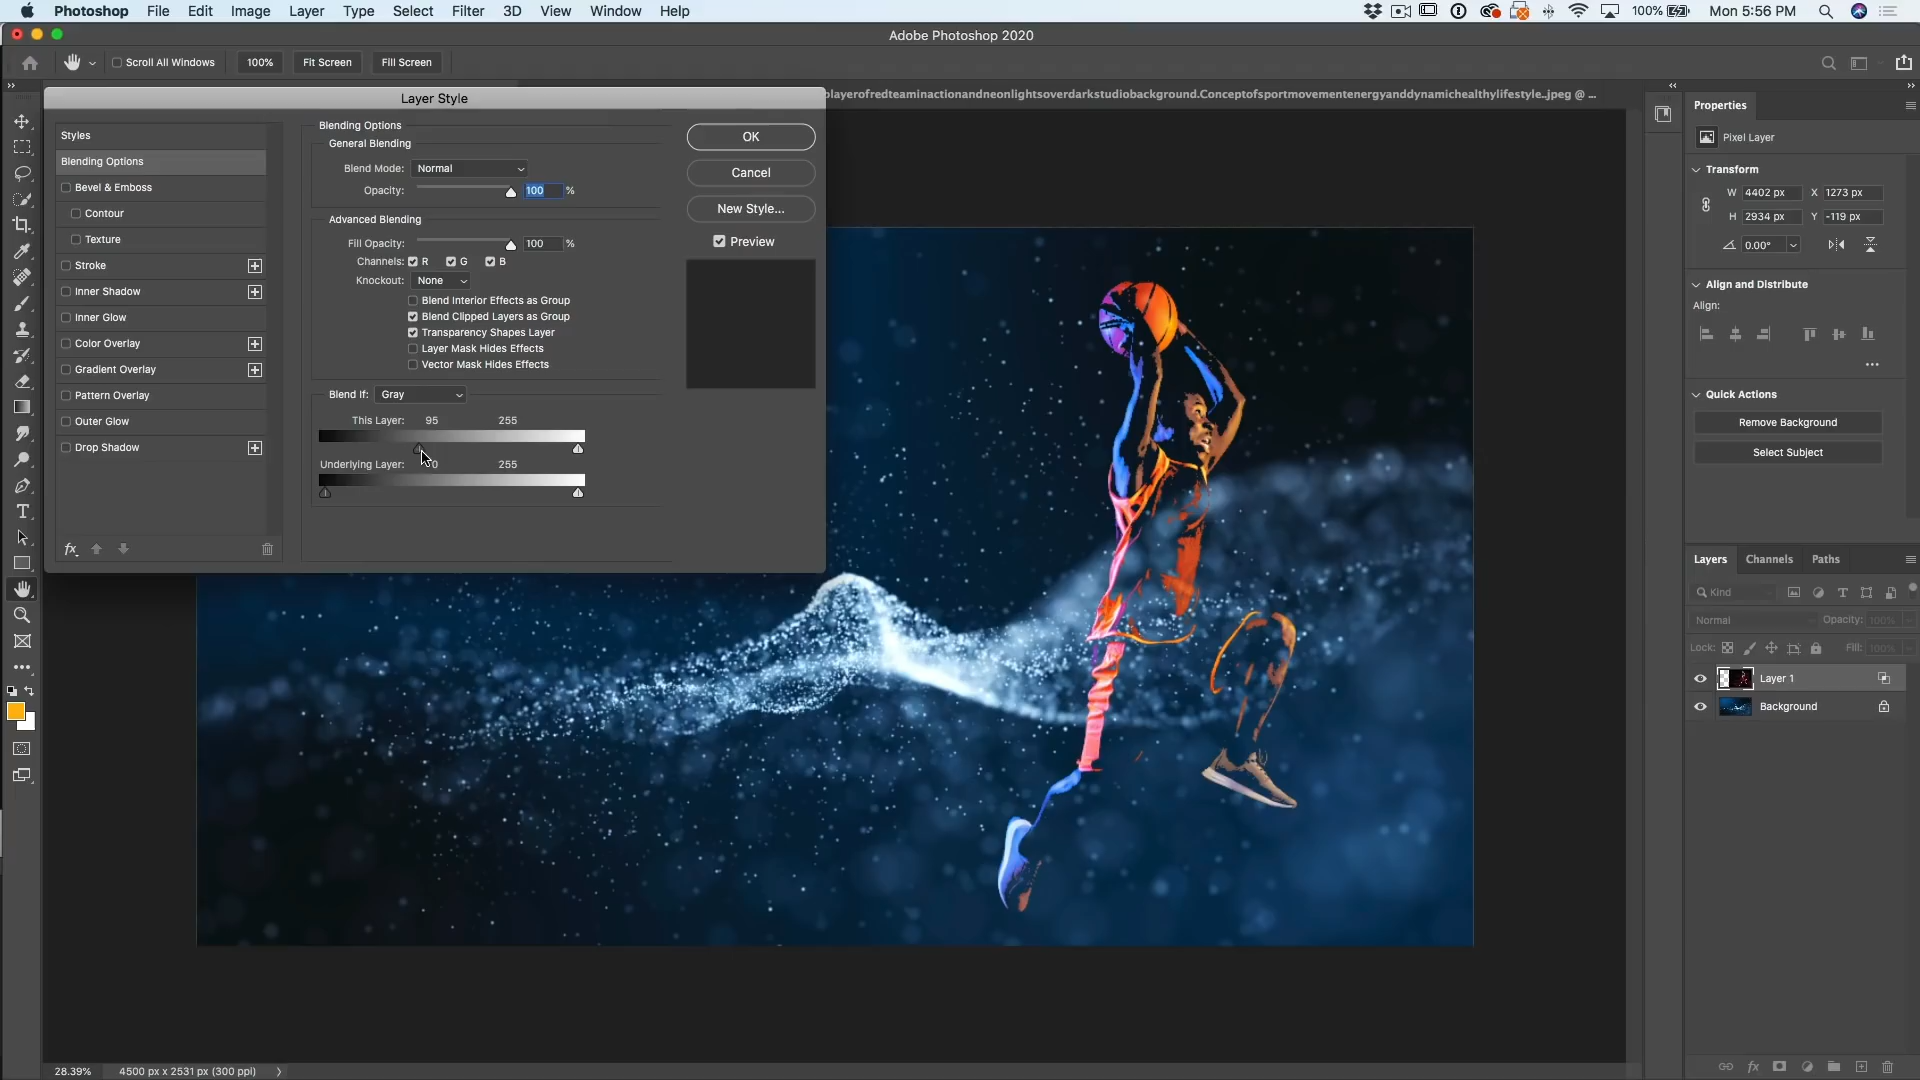 Photoshop File Edit Image Layer Type Select Filter 3D View Window Help 100% Mon 5:56 PM
Adobe Photoshop 2020
Scroll All Windows 100% Fit Screen Fill Screen
Layer Style
layerofredteaminactionandneonlightsoverdarkstudiobackground.Conceptofsportmovementenergyanddynamichealthylifestyle..jpeg @ ...
Styles
Blending Options
Bevel & Emboss
Contour
Texture
Stroke
Inner Shadow
Inner Glow
Color Overlay
Gradient Overlay
Pattern Overlay
Outer Glow
Drop Shadow
fx
Blending Options
General Blending
Blend Mode: Normal
Opacity: 100 %
Advanced Blending
Fill Opacity: 100 %
Channels: R G B
Knockout: None
Blend Interior Effects as Group
Blend Clipped Layers as Group
Transparency Shapes Layer
Layer Mask Hides Effects
Vector Mask Hides Effects
Blend If: Gray
This Layer: 95 255
Underlying Layer: 0 255
OK
Cancel
New Style...
Preview
Properties
Pixel Layer
Transform
W 4402 px X 1273 px
H 2934 px Y -119 px
0.00°
Align and Distribute
Align:
Quick Actions
Remove Background
Select Subject
Layers Channels Paths
Kind
Normal Opacity: 100%
Lock: Fill: 100%
Layer 1
Background
fx
28.39% 4500 px x 2531 px (300 ppi)